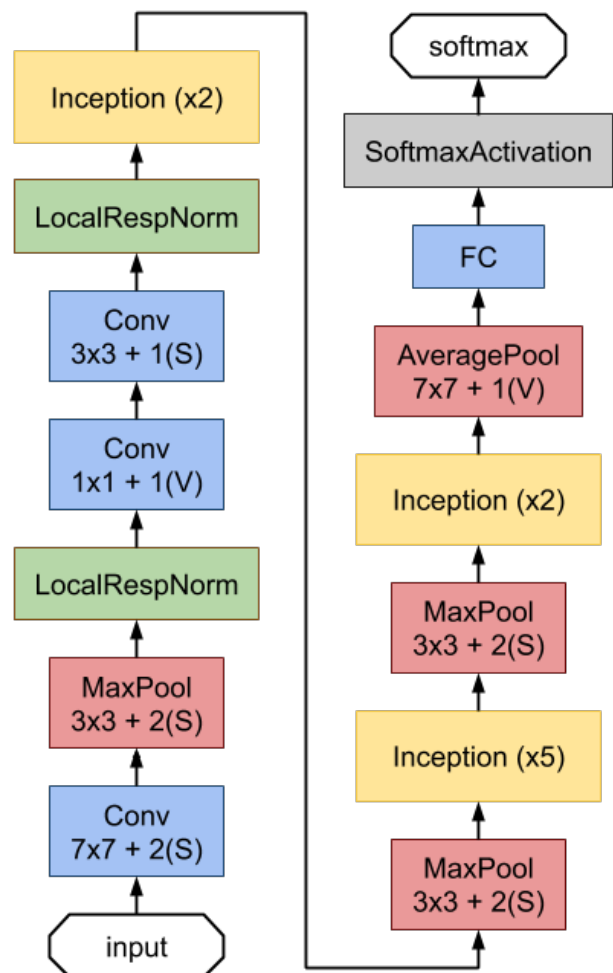 Inception (x2)
LocalRespNorm
Conv
3x3 + 1(S)
Conv
1x1 + 1(V)
LocalRespNorm
MaxPool
3x3 + 2(S)
Conv
7x7 + 2(S)
input
softmax
SoftmaxActivation
FC
AveragePool
7x7 + 1(V)
Inception (x2)
MaxPool
3x3 + 2(S)
Inception (x5)
MaxPool
3x3 + 2(S)